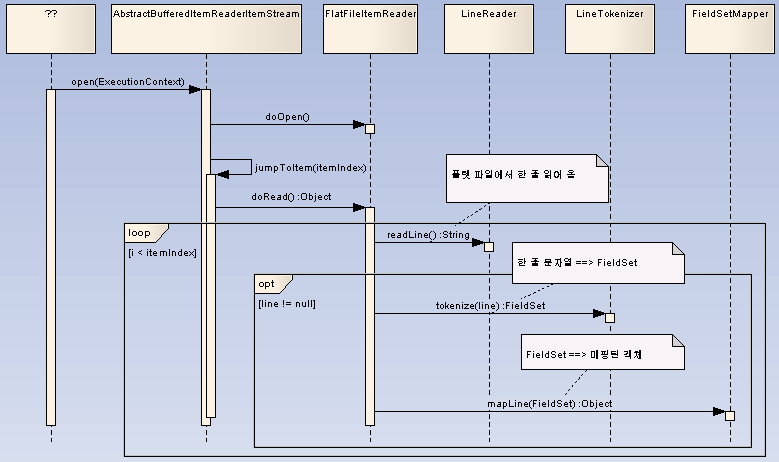 ??
AbstractBufferedItemReaderItemStream
FlatFileItemReader
LineReader
LineTokenizer
FieldSetMapper
open(ExecutionContext)
doOpen()
jumpToItem(itemIndex)
플랫 파일에서 한 줄 읽어 옴
doRead() :Object
loop
[i < itemIndex]
readLine() :String
한 줄 문자열 ==> FieldSet
opt
[line != null]
tokenize(line) :FieldSet
FieldSet ==> 매핑된 객체
mapLine(FieldSet) :Object